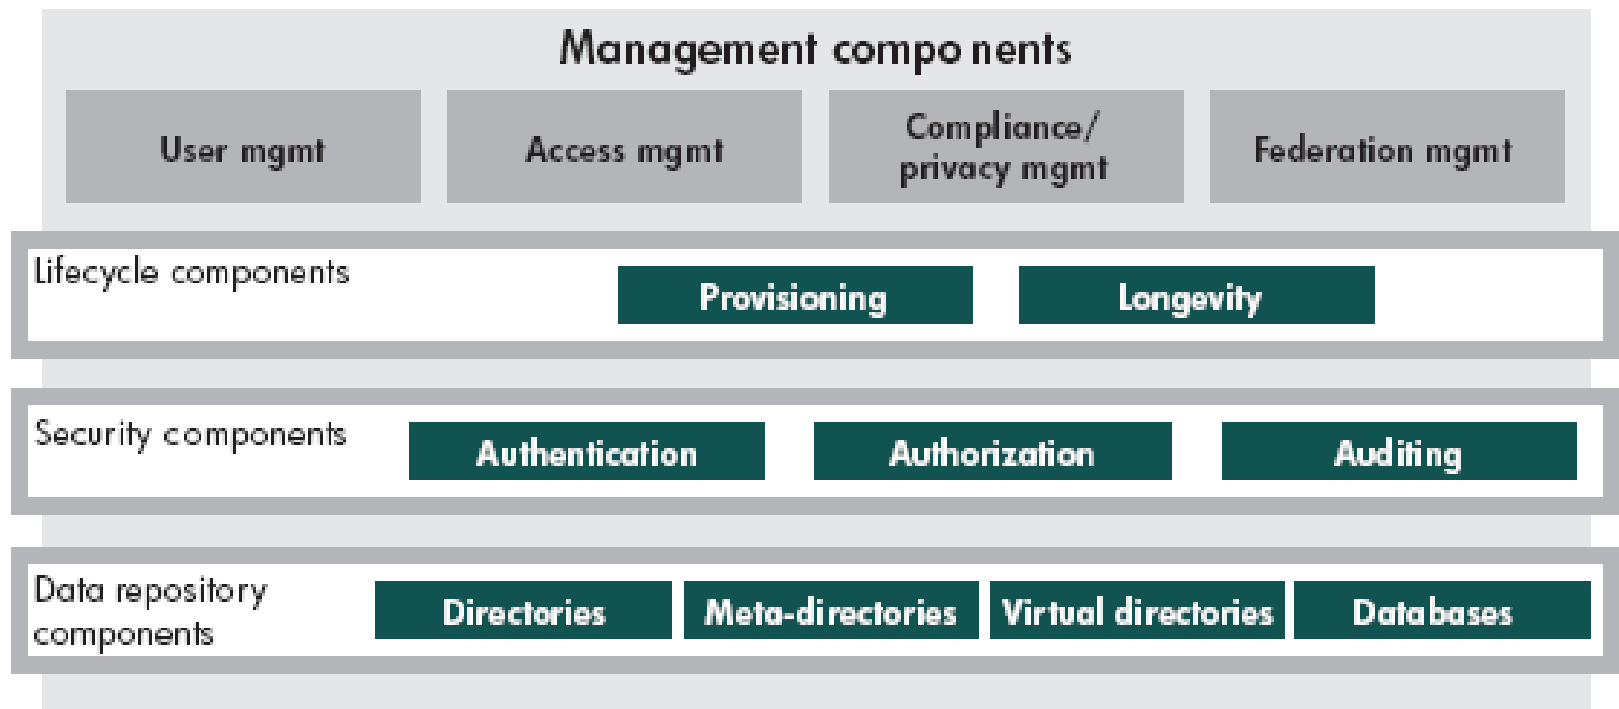 Management components
User mgmt
Access mgmt
Compliance/
privacy mgmt
Federation mgmt
Lifecycle components
Provisioning
Longevity
Security components
Authentication
Authorization
Auditing
Data repository
components
Directories
Meta-directories
Virtual directories
Databases